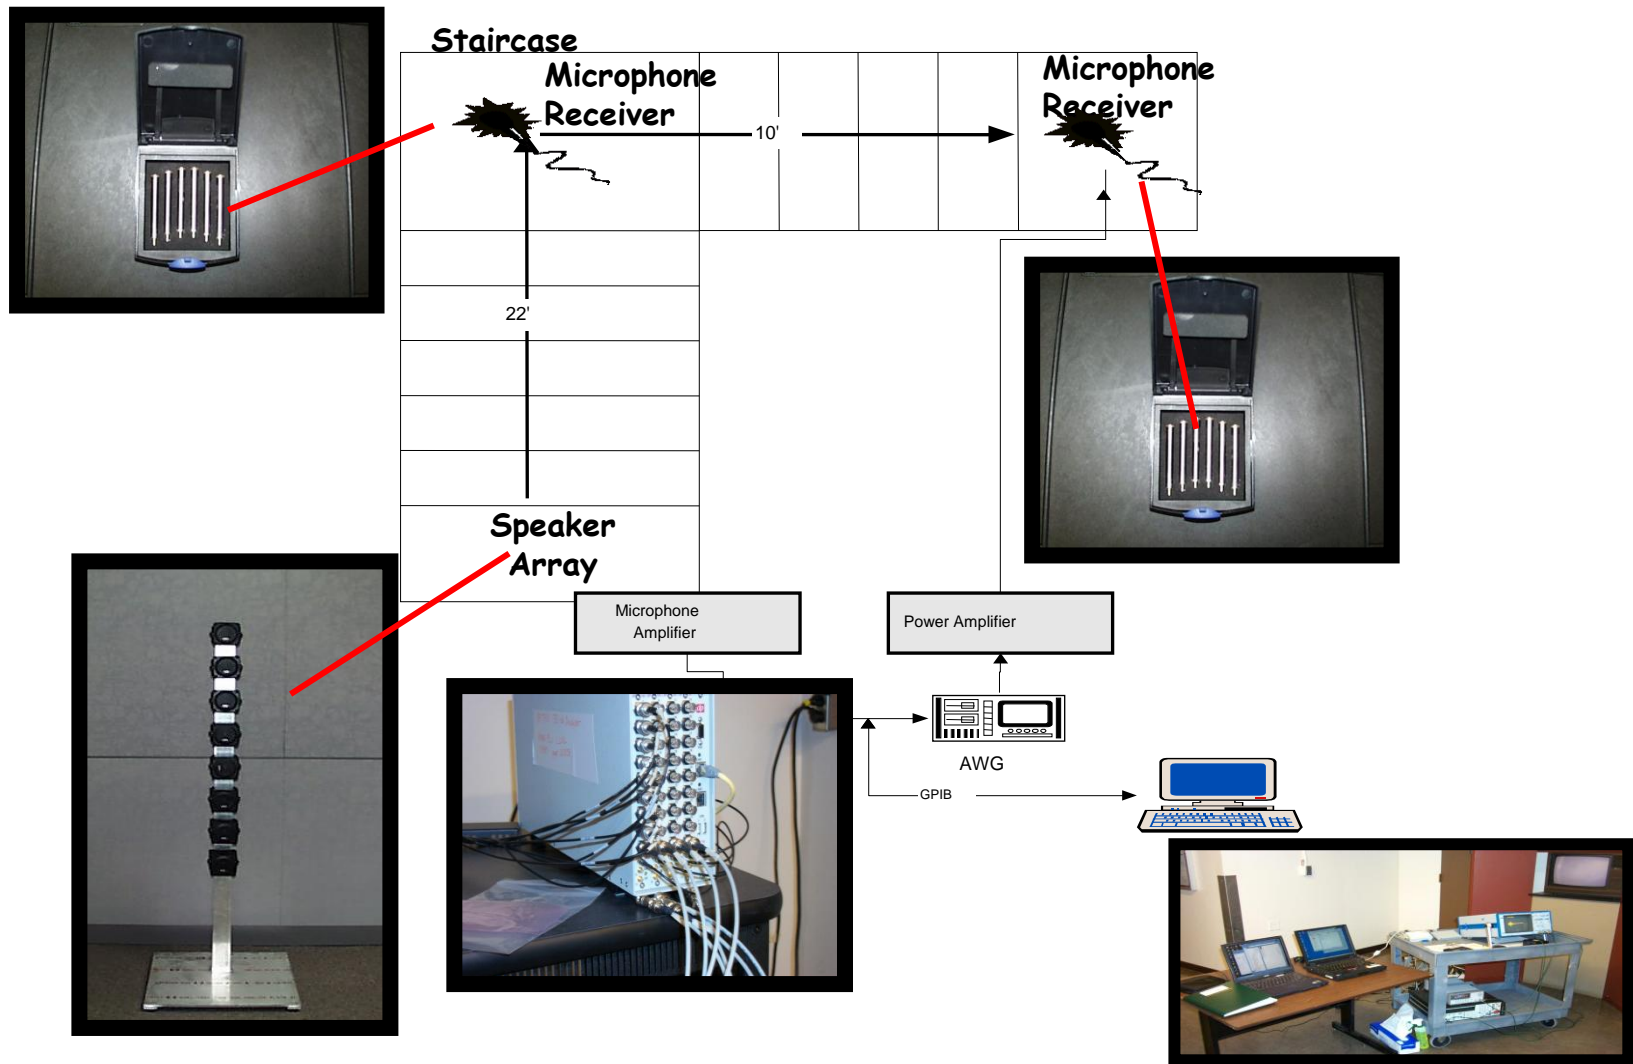 Staircase
Microphone
Receiver
Microphone
Receiver
10'
22'
Speaker
Array
Microphone
Amplifier
Power Amplifier
AWG
GPIB